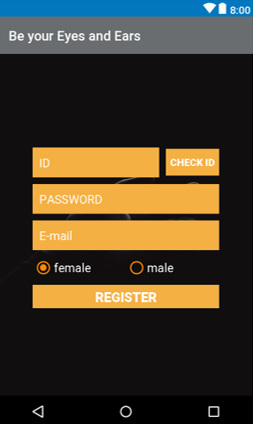 8:00
Be your Eyes and Ears
ID
CHECK ID
PASSWORD
E-mail
female male
REGISTER